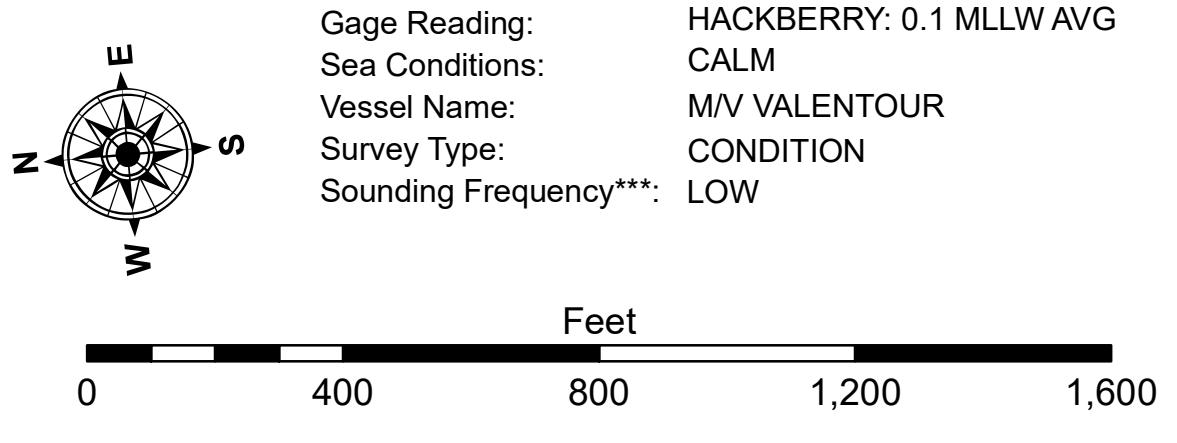 Gage Reading: HACKBERRY: 0.1 MLLW AVG
Sea Conditions: CALM
Vessel Name: M/V VALENTOUR
Survey Type: CONDITION
Sounding Frequency***: LOW
E
N
S
W
Feet
0 400 800 1,200 1,600